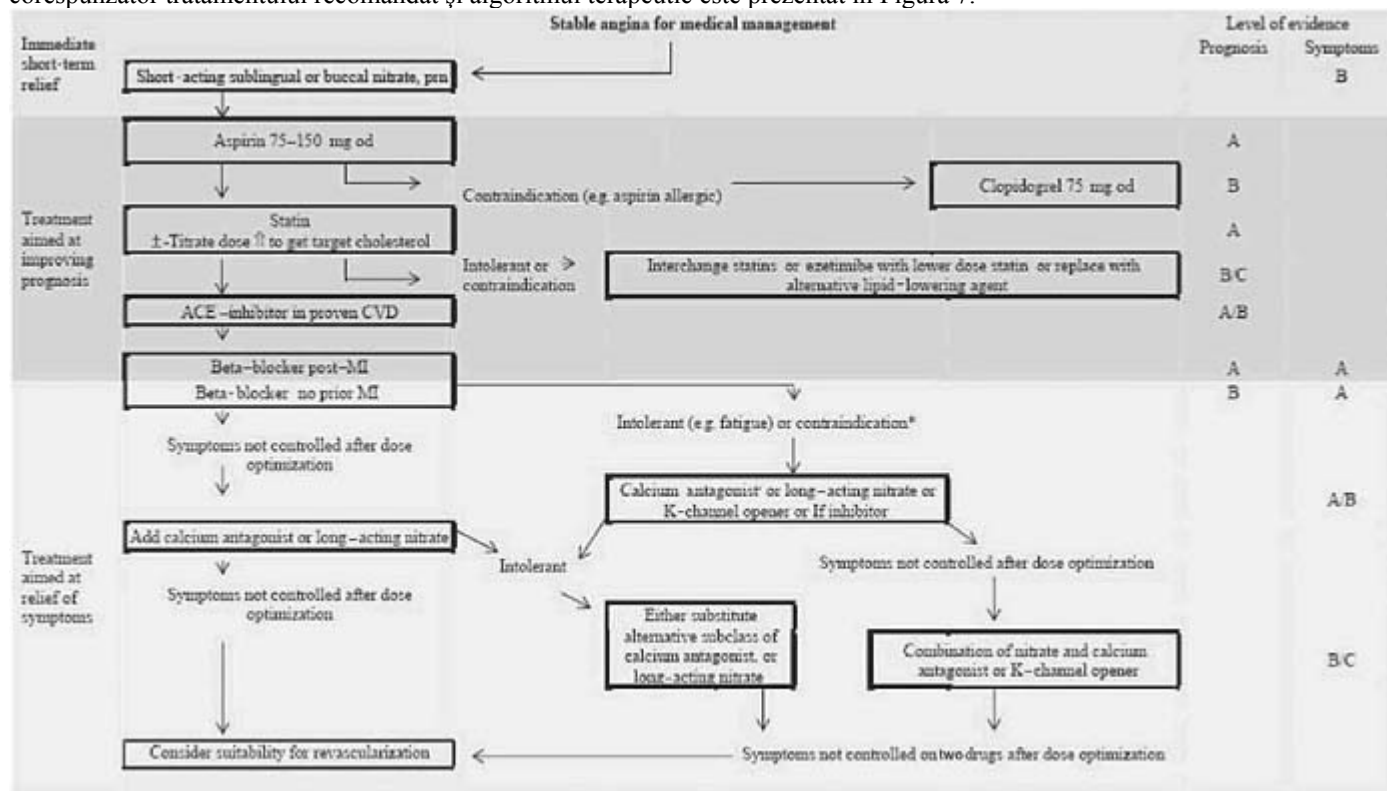 corespunzător tratamentului recomandat și algoritmul terapeutic este prezentat în Figura 7.
Stable angina for medical management
Level of evidence
Prognosis Symptoms
Immediate
short-term
relief
Short-acting sublingual or buccal nitrate, prn
B
Aspirin 75–150 mg od
A
Contraindication (e.g. aspirin allergic)
Clopidogrel 75 mg od
B
Treatment
aimed at
improving
prognosis
Statin
±-Titrate dose ⇑ to get target cholesterol
A
Intolerant or
contraindication
Interchange statins or ezetimibe with lower dose statin or replace with
alternative lipid-lowering agent
B/C
ACE–inhibitor in proven CVD
A/B
Beta–blocker post–MI
A A
Beta-blocker no prior MI
B A
Intolerant (e.g. fatigue) or contraindication*
Symptoms not controlled after dose
optimization
Calcium antagonist or long–acting nitrate or
K–channel opener or If inhibitor
A/B
Add calcium antagonist or long–acting nitrate
Intolerant
Symptoms not controlled after dose optimization
Treatment
aimed at
relief of
symptoms
Symptoms not controlled after dose
optimization
Either substitute
alternative subclass of
calcium antagonist, or
long–acting nitrate
Combination of nitrate and calcium
antagonist or K–channel opener
B/C
Consider suitability for revascularization
Symptoms not controlled on two drugs after dose optimization